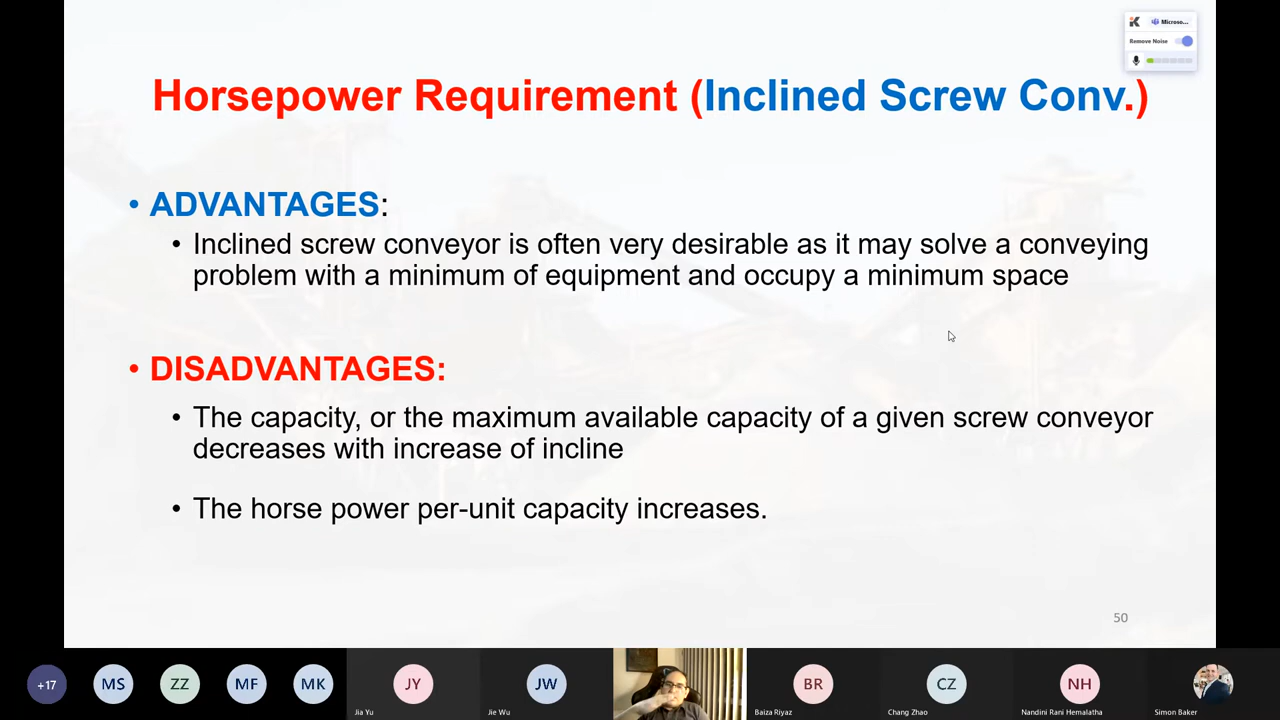 Microso...
Remove Noise
Horsepower Requirement (Inclined Screw Conv.)
• ADVANTAGES:
• Inclined screw conveyor is often very desirable as it may solve a conveying
problem with a minimum of equipment and occupy a minimum space
• DISADVANTAGES:
• The capacity, or the maximum available capacity of a given screw conveyor
decreases with increase of incline
• The horse power per-unit capacity increases.
50
+17
MS
ZZ
MF
MK
JY
JW
BR
CZ
NH
Jia Yu
Jie Wu
Baiza Riyaz
Chang Zhao
Nandini Rani Hemalatha
Simon Baker